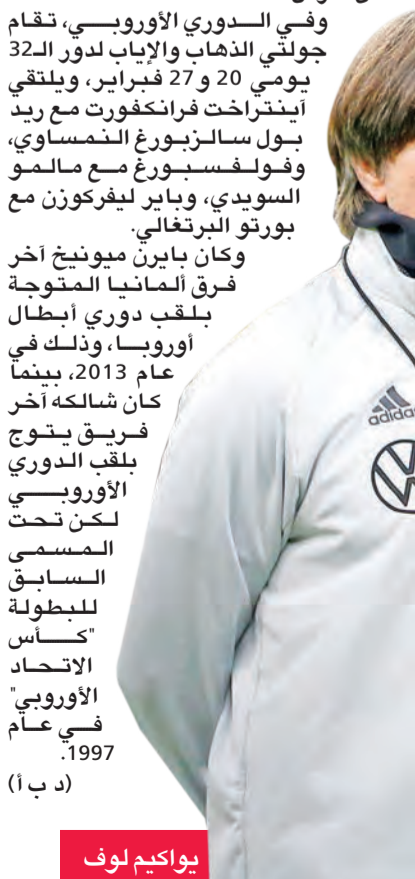 وفي الدوري الأوروبي، تقام
جولتي الذهاب والإياب لدور الـ32
يومي 20 و27 فبراير، ويلتقي
آينتراخت فرانكفورت مع ريد
بول سالزبورغ النمساوي،
وفولفسبورغ مع مالمو
السويدي، وباير ليفركوزن مع
بورتو البرتغالي.
وكان بايرن ميونيخ آخر
فرق ألمانيا المتوجة
بلقب دوري أبطال
أوروبا، وذلك في
عام 2013، بينما
كان شالكه آخر
فريق يتوج
بلقب الدوري
الأوروبي
لكن تحت
المسمى
السابق
للبطولة
"كأس
الاتحاد
الأوروبي"
في عام
1997.
(د ب أ)
adidas
يواكيم لوف